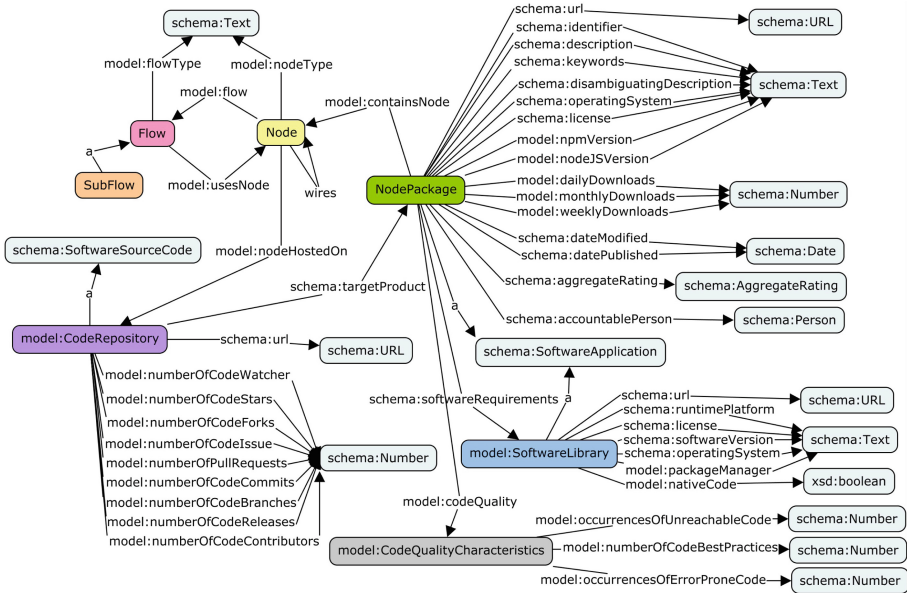 schema:Text
model:flowType
model:nodeType
model:flow
Flow
Node
a
SubFlow
model:usesNode
wires
model:containsNode
model:nodeHostedOn
schema:url
schema:URL
schema:identifier
schema:description
schema:keywords
schema:disambiguatingDescription
schema:Text
schema:operatingSystem
schema:license
model:npmVersion
model:nodeJSVersion
NodePackage
model:dailyDownloads
model:monthlyDownloads
schema:Number
model:weeklyDownloads
schema:dateModified
schema:datePublished
schema:Date
schema:aggregateRating
schema:AggregateRating
schema:accountablePerson
schema:Person
schema:SoftwareSourceCode
a
schema:targetProduct
model:CodeRepository
schema:url
schema:URL
model:numberOfCodeWatcher
model:numberOfCodeStars
model:numberOfCodeForks
model:numberOfCodeIssue
model:numberOfPullRequests
schema:Number
model:numberOfCodeCommits
model:numberOfCodeBranches
model:numberOfCodeReleases
model:numberOfCodeContributors
a
schema:SoftwareApplication
a
schema:softwareRequirements
model:SoftwareLibrary
schema:url
schema:URL
schema:runtimePlatform
schema:license
schema:softwareVersion
schema:Text
schema:operatingSystem
model:packageManager
model:nativeCode
xsd:boolean
model:codeQuality
model:CodeQualityCharacteristics
model:occurrencesOfUnreachableCode
schema:Number
model:numberOfCodeBestPractices
schema:Number
model:occurrencesOfErrorProneCode
schema:Number